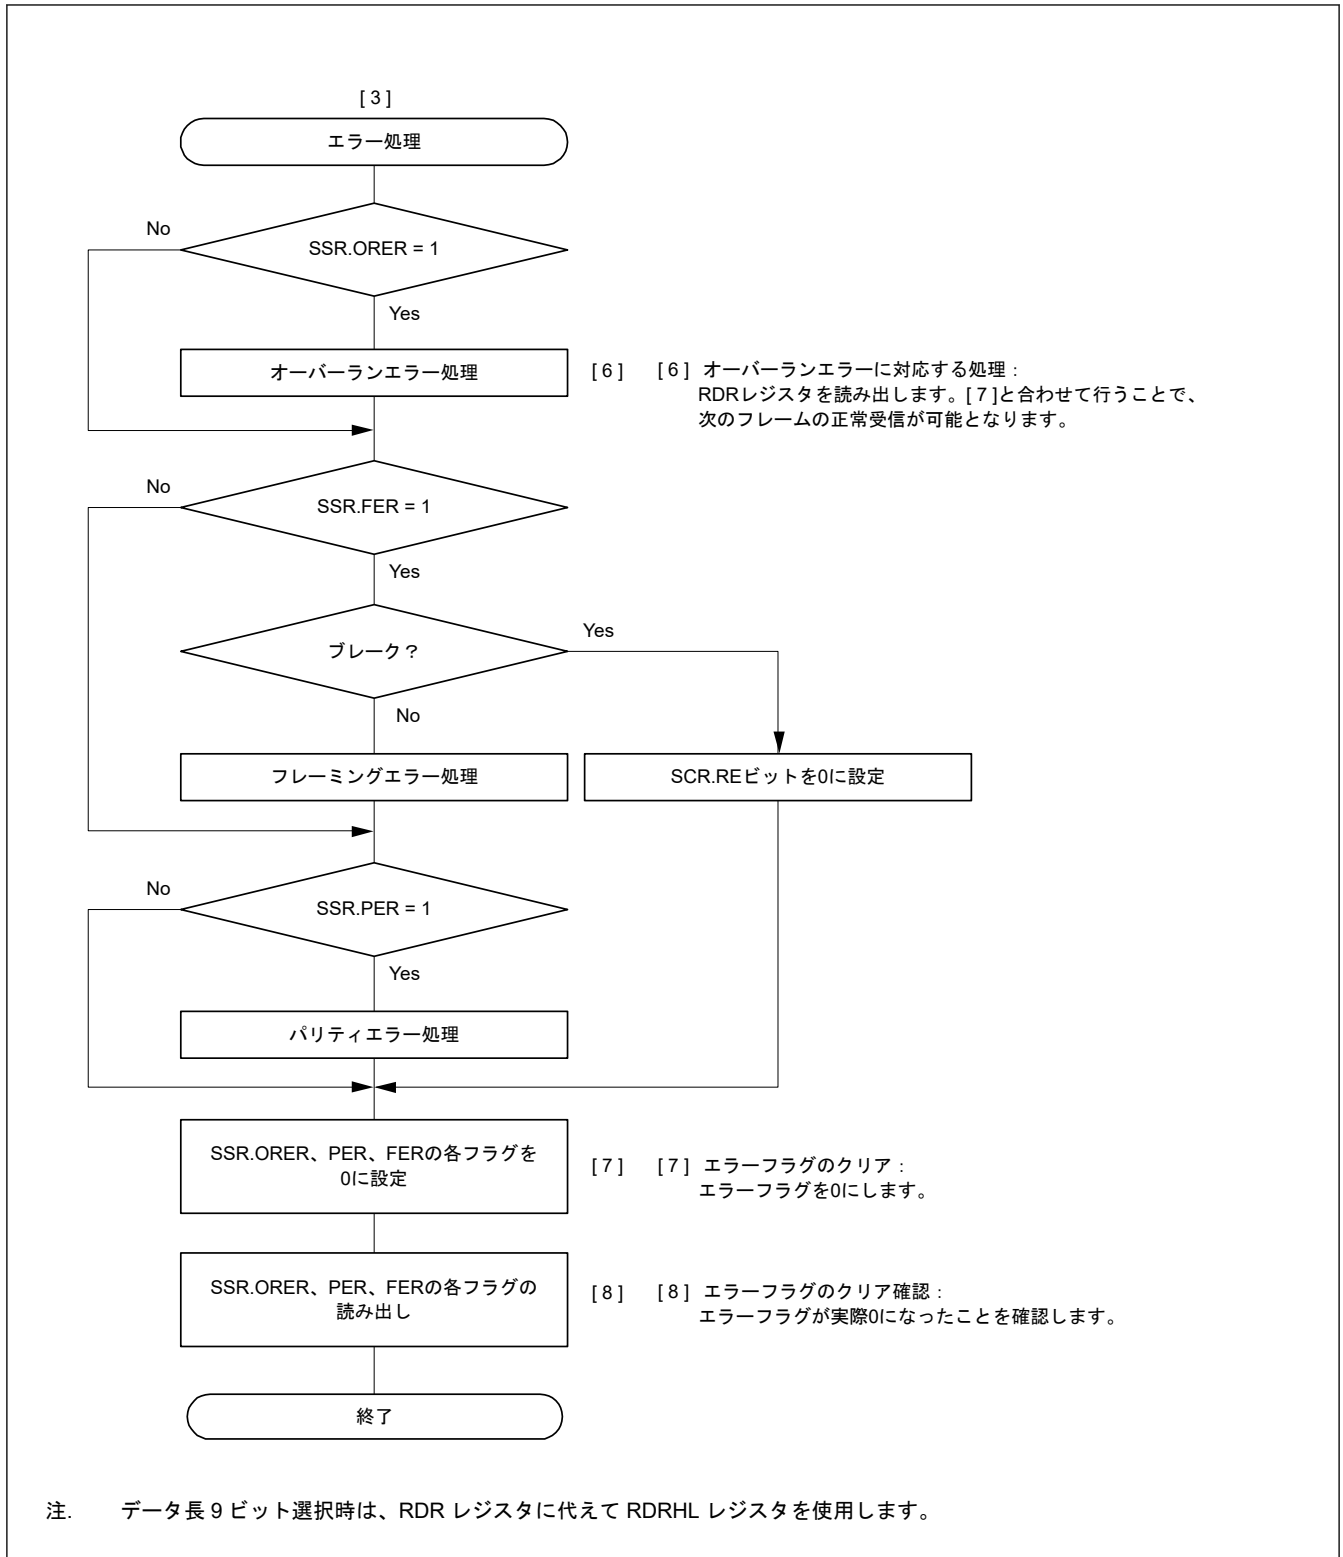 [ 3 ]
エラー処理
No
SSR.ORER = 1
Yes
オーバーランエラー処理
[ 6 ]
[ 6 ] オーバーランエラーに対応する処理：
RDRレジスタを読み出します。[ 7 ]と合わせて行うことで、
次のフレームの正常受信が可能となります。
No
SSR.FER = 1
Yes
ブレーク？
Yes
No
フレーミングエラー処理
SCR.REビットを0に設定
No
SSR.PER = 1
Yes
パリティエラー処理
SSR.ORER、PER、FERの各フラグを
0に設定
[ 7 ]
[ 7 ] エラーフラグのクリア：
エラーフラグを0にします。
SSR.ORER、PER、FERの各フラグの
読み出し
[ 8 ]
[ 8 ] エラーフラグのクリア確認：
エラーフラグが実際0になったことを確認します。
終了
注. データ長 9 ビット選択時は、RDR レジスタに代えて RDRHL レジスタを使用します。